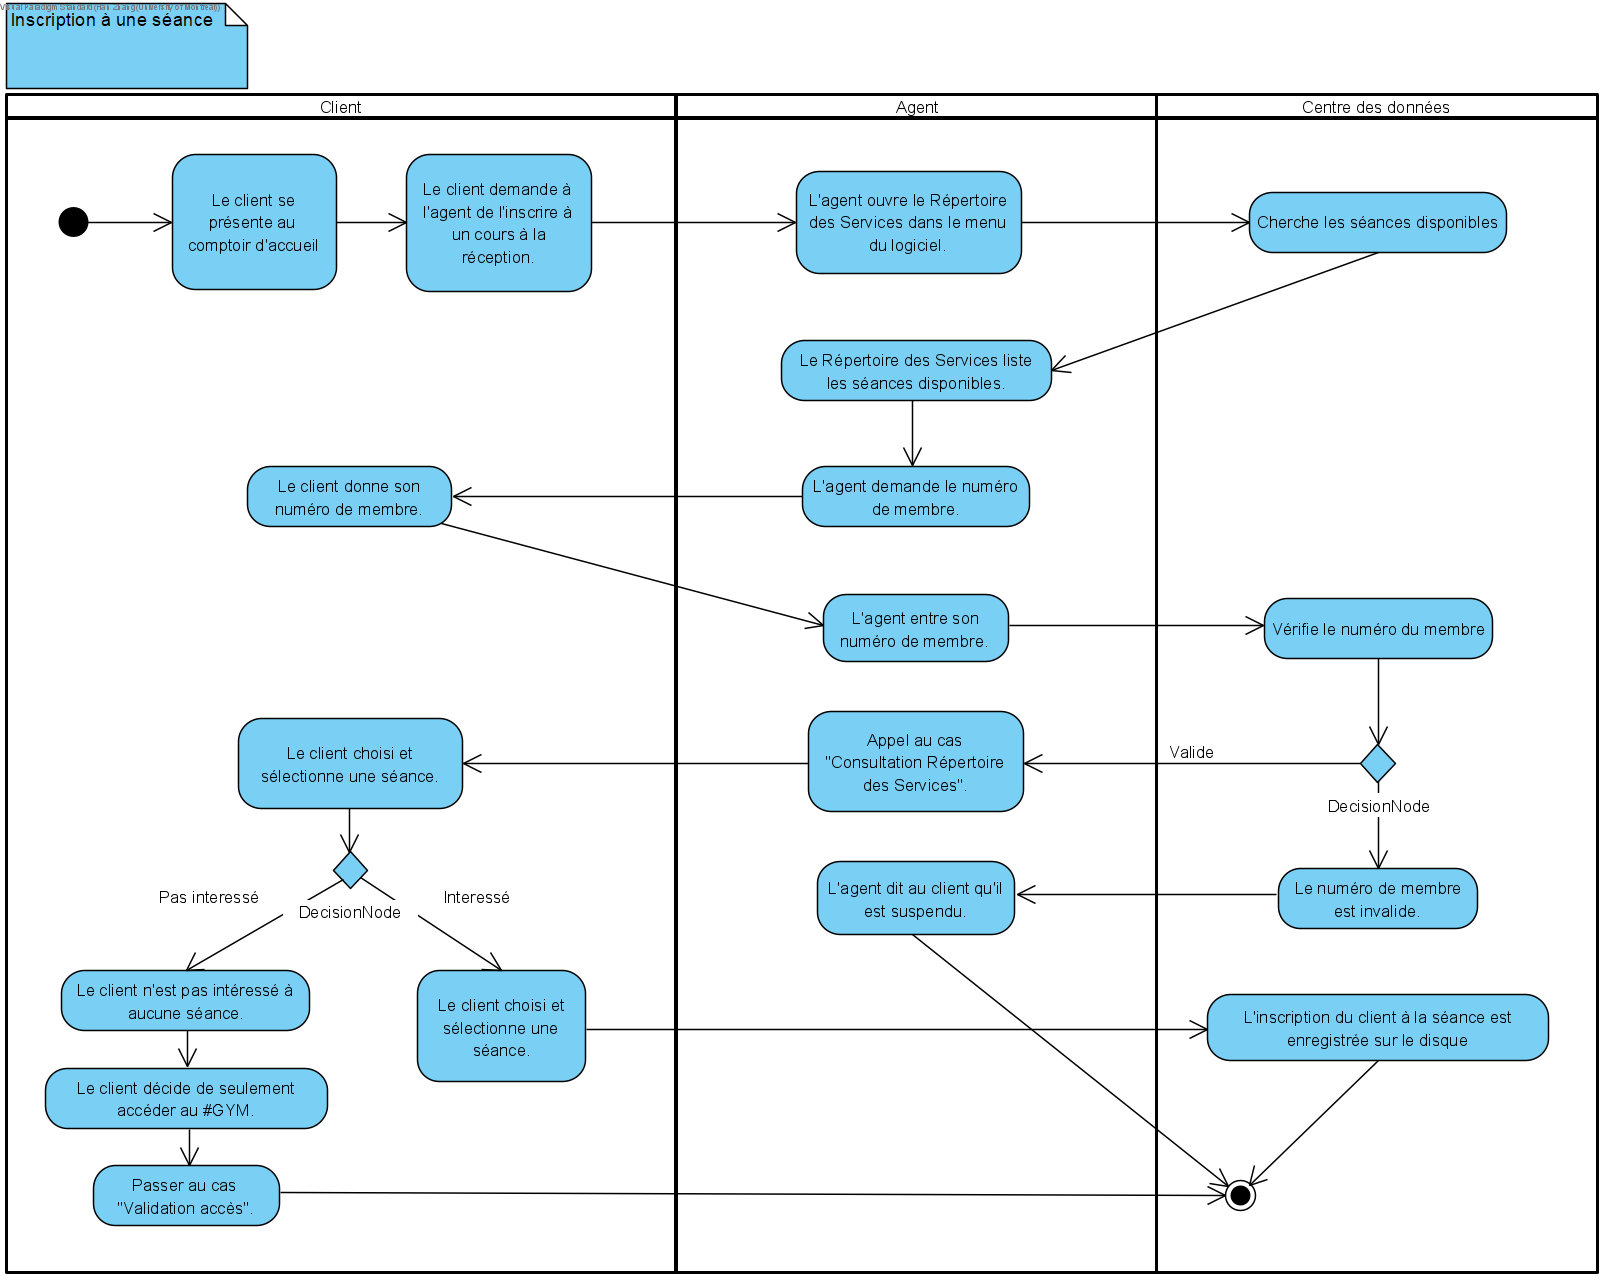 Visual Paradigm Standard(Han Zhang(University of Montreal))
Inscription à une séance
Client
Agent
Centre des données
Le client se
présente au
comptoir d'accueil
Le client demande à
l'agent de l'inscrire à
un cours à la
réception.
L'agent ouvre le Répertoire
des Services dans le menu
du logiciel.
Cherche les séances disponibles
Le Répertoire des Services liste
les séances disponibles.
L'agent demande le numéro
de membre.
Le client donne son
numéro de membre.
L'agent entre son
numéro de membre.
Vérifie le numéro du membre
Valide
DecisionNode
Appel au cas
"Consultation Répertoire
des Services".
Le client choisi et
sélectionne une séance.
Pas interessé
DecisionNode
Interessé
L'agent dit au client qu'il
est suspendu.
Le numéro de membre
est invalide.
Le client n'est pas intéressé à
aucune séance.
Le client choisi et
sélectionne une
séance.
L'inscription du client à la séance est
enregistrée sur le disque
Le client décide de seulement
accéder au #GYM.
Passer au cas
"Validation accès".